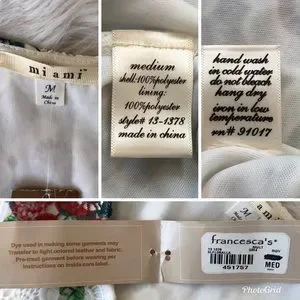 miami
M
Made in
China
medium
shell:100%polyester
lining:
100%polyester
style# 13-1378
made in china
hand wash
in cold water
do not bleach
hang dry
iron in low
temperature
rn# 91017
Dye used in making some garments may
Transfer to light colored leather and fabric.
Pre-treat garment before wearing per
instructions on inside care label.
francesca's
MED
451757
PhotoGrid